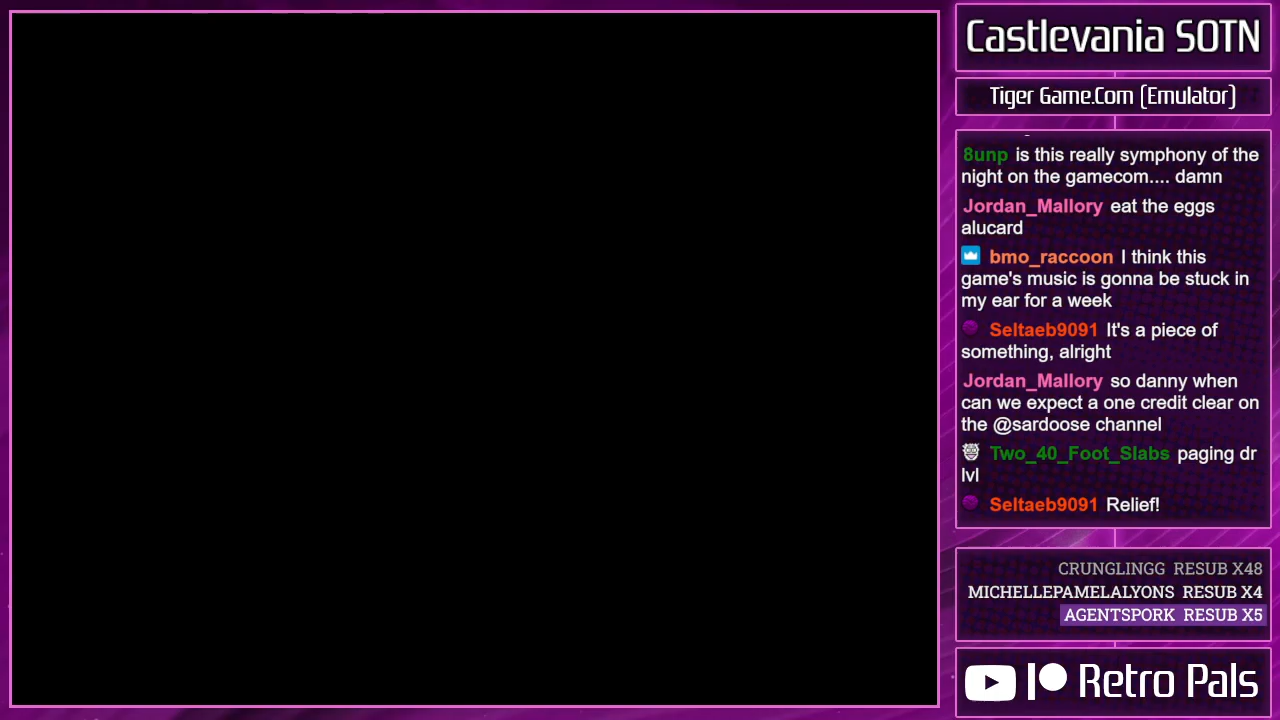 Castlevania SOTN
Tiger Game.Com (Emulator)
8unp is this really symphony of the
night on the gamecom.... damn
Jordan_Mallory eat the eggs
alucard
bmo_raccoon I think this
game's music is gonna be stuck in
my ear for a week
Seltaeb9091 It's a piece of
something, alright
Jordan_Mallory so danny when
can we expect a one credit clear on
the @sardoose channel
Two_40_Foot_Slabs paging dr
lvl
Seltaeb9091 Relief!
CRUNGLINGG RESUB X48
MICHELLEPAMELALYONS RESUB X4
AGENTSPORK RESUB X5
Retro Pals